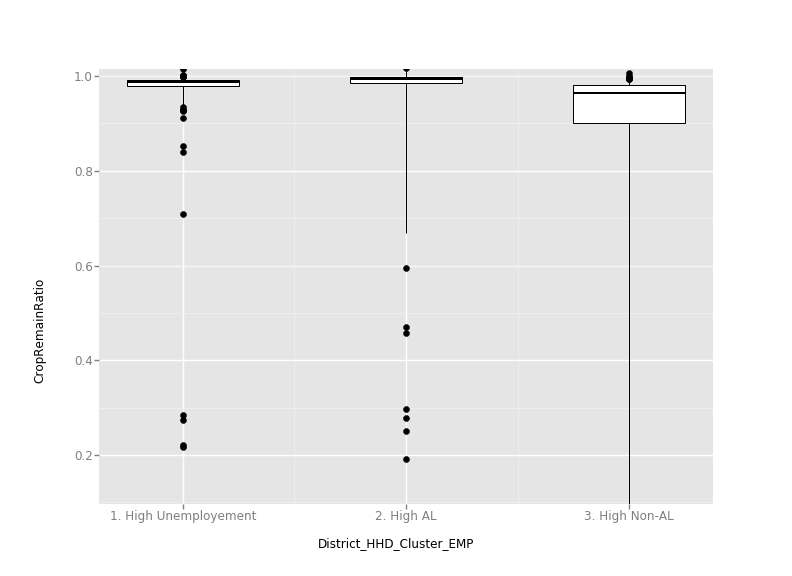 1.0
0.8
0.6
0.4
0.2
CropRemainRatio
1. High Unemployement
2. High AL
3. High Non-AL
District_HHD_Cluster_EMP